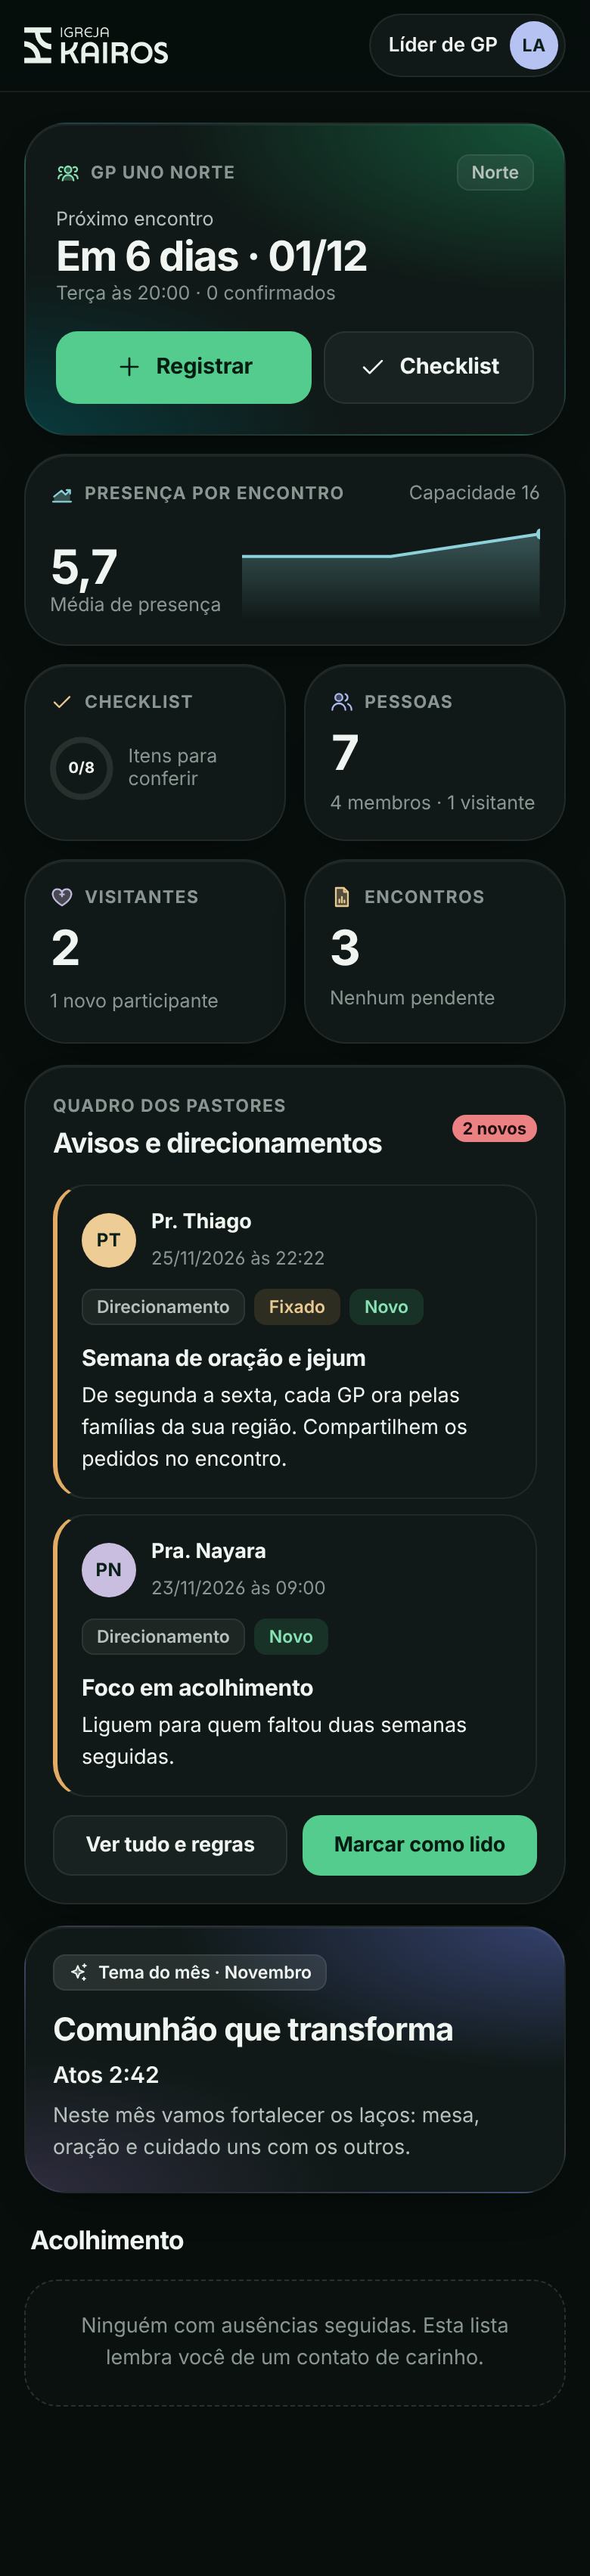 IGREJA
KAIROS
Líder de GP
LA
GP UNO NORTE
Norte
Próximo encontro
Em 6 dias · 01/12
Terça às 20:00 · 0 confirmados
Registrar
Checklist
PRESENÇA POR ENCONTRO
Capacidade 16
5,7
Média de presença
CHECKLIST
0/8
Itens para
conferir
PESSOAS
7
4 membros · 1 visitante
VISITANTES
2
1 novo participante
ENCONTROS
3
Nenhum pendente
QUADRO DOS PASTORES
Avisos e direcionamentos
2 novos
PT
Pr. Thiago
25/11/2026 às 22:22
Direcionamento
Fixado
Novo
Semana de oração e jejum
De segunda a sexta, cada GP ora pelas
famílias da sua região. Compartilhem os
pedidos no encontro.
PN
Pra. Nayara
23/11/2026 às 09:00
Direcionamento
Novo
Foco em acolhimento
Liguem para quem faltou duas semanas
seguidas.
Ver tudo e regras
Marcar como lido
Tema do mês · Novembro
Comunhão que transforma
Atos 2:42
Neste mês vamos fortalecer os laços: mesa,
oração e cuidado uns com os outros.
Acolhimento
Ninguém com ausências seguidas. Esta lista
lembra você de um contato de carinho.